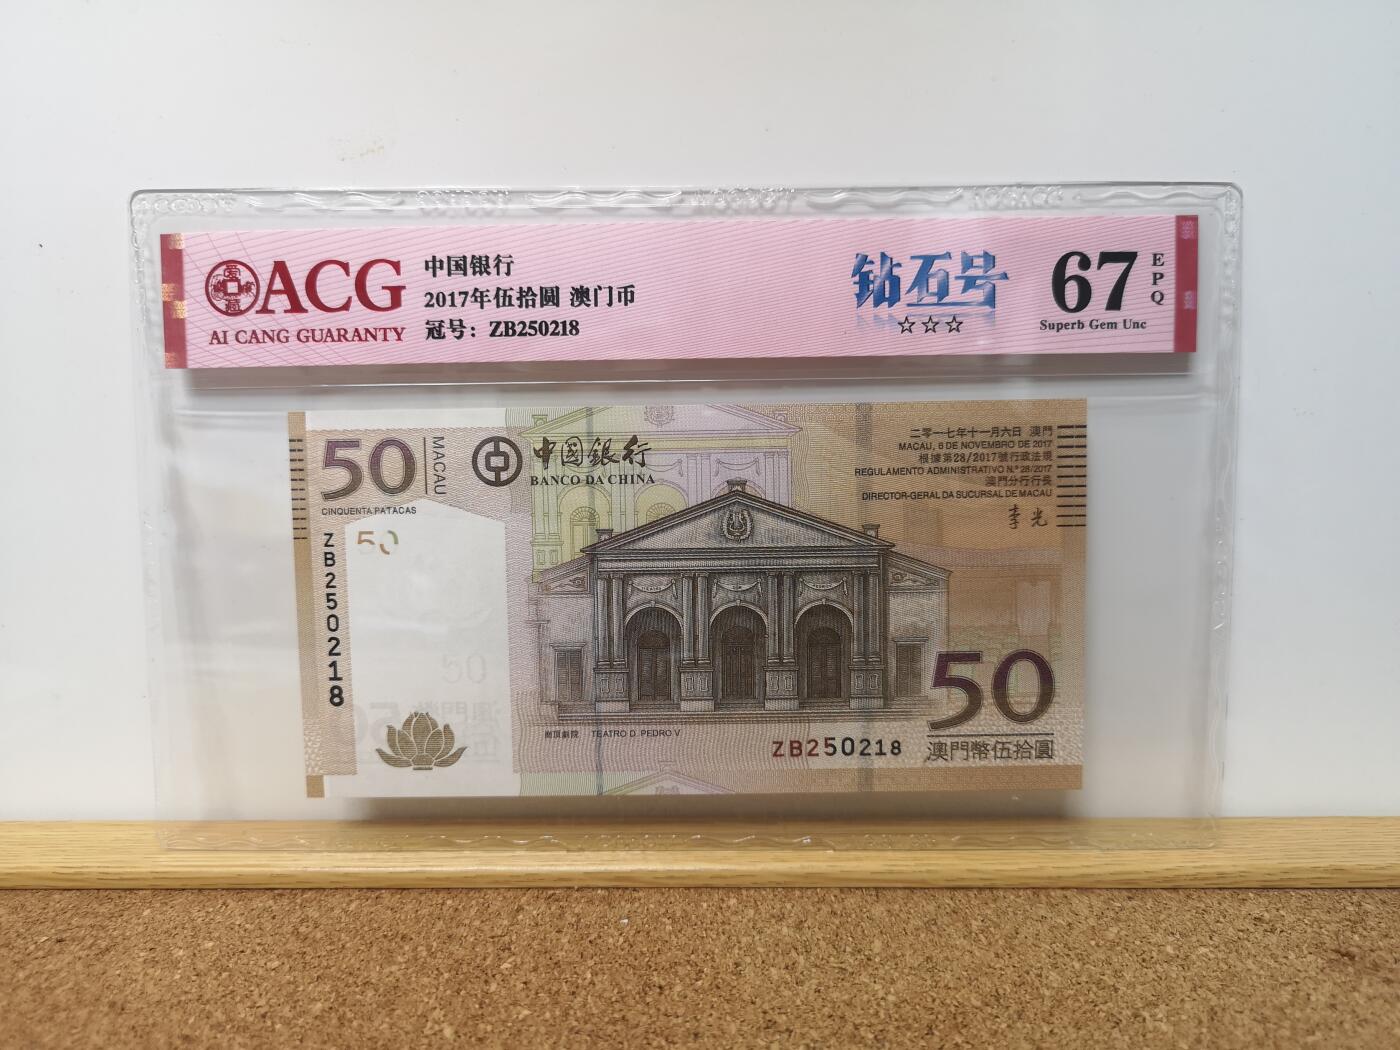 ACG
AI CANG GUARANTY
中国银行
2017年伍拾圆 澳门币
冠号: ZB250218
钻石号
☆☆☆
67
EPQ
Superb Gem Unc
50
MACAU
CINQUENTA PATACAS
中國銀行
BANCO DA CHINA
二零一七年十一月六日 澳門
MACAU, 6 DE NOVEMBRO DE 2017
根據第28/2017號行政法規
REGULAMENTO ADMINISTRATIVO N.º 28/2017
澳門分行行長
DIRECTOR-GERAL DA SUCURSAL DE MACAU
李光
50
ZB250218
崗頂劇院 TEATRO D. PEDRO V
ZB250218
50
澳門幣伍拾圓